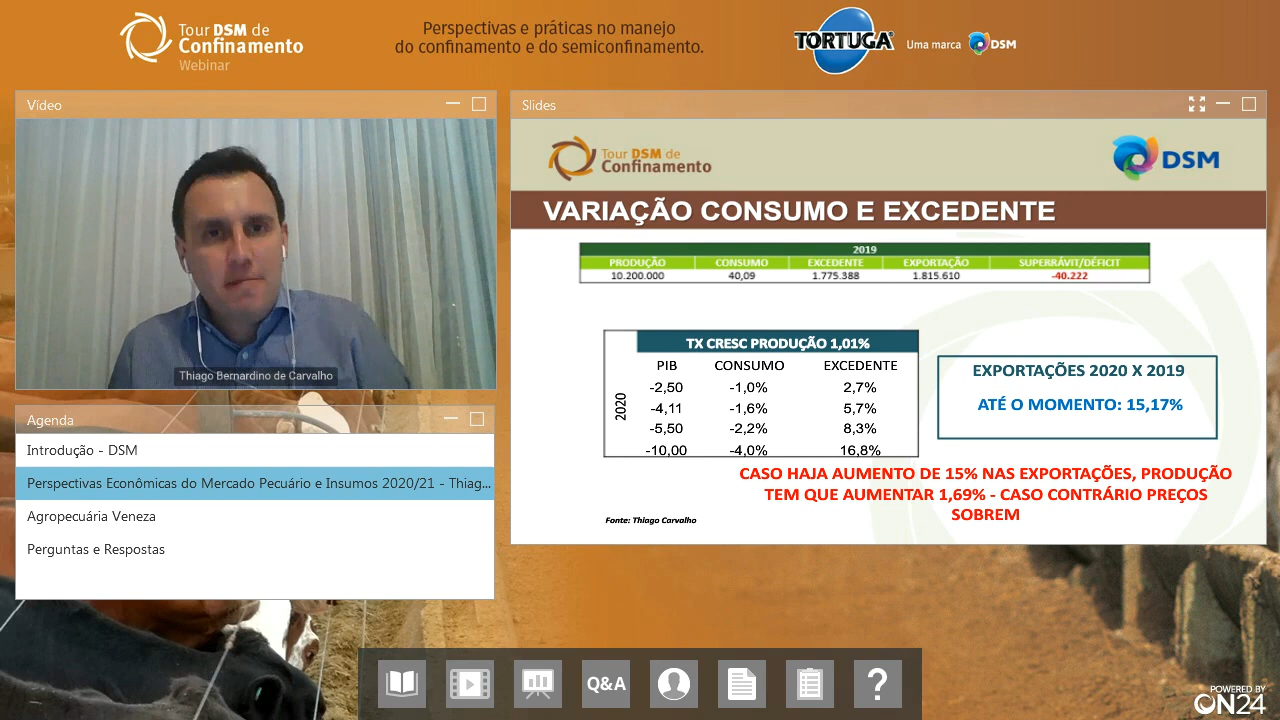 Tour DSM de
Confinamento
Webinar
Perspectivas e práticas no manejo
do confinamento e do semiconfinamento.
TORTUGA
Uma marca DSM
Vídeo
Thiago Bernardino de Carvalho
Agenda
Introdução - DSM
Perspectivas Econômicas do Mercado Pecuário e Insumos 2020/21 - Thiag...
Agropecuária Veneza
Perguntas e Respostas
Slides
Tour DSM de
Confinamento
DSM
VARIAÇÃO CONSUMO E EXCEDENTE
2019
PRODUÇÃO CONSUMO EXCEDENTE EXPORTAÇÃO SUPERRÁVIT/DÉFICIT
10.200.000 40,09 1.775.388 1.815.610 -40.222
TX CRESC PRODUÇÃO 1,01%
2020
PIB CONSUMO EXCEDENTE
-2,50 -1,0% 2,7%
-4,11 -1,6% 5,7%
-5,50 -2,2% 8,3%
-10,00 -4,0% 16,8%
EXPORTAÇÕES 2020 X 2019
ATÉ O MOMENTO: 15,17%
CASO HAJA AUMENTO DE 15% NAS EXPORTAÇÕES, PRODUÇÃO
TEM QUE AUMENTAR 1,69% - CASO CONTRÁRIO PREÇOS
SOBREM
Fonte: Thiago Carvalho
Q&A
?
POWERED BY
ON24